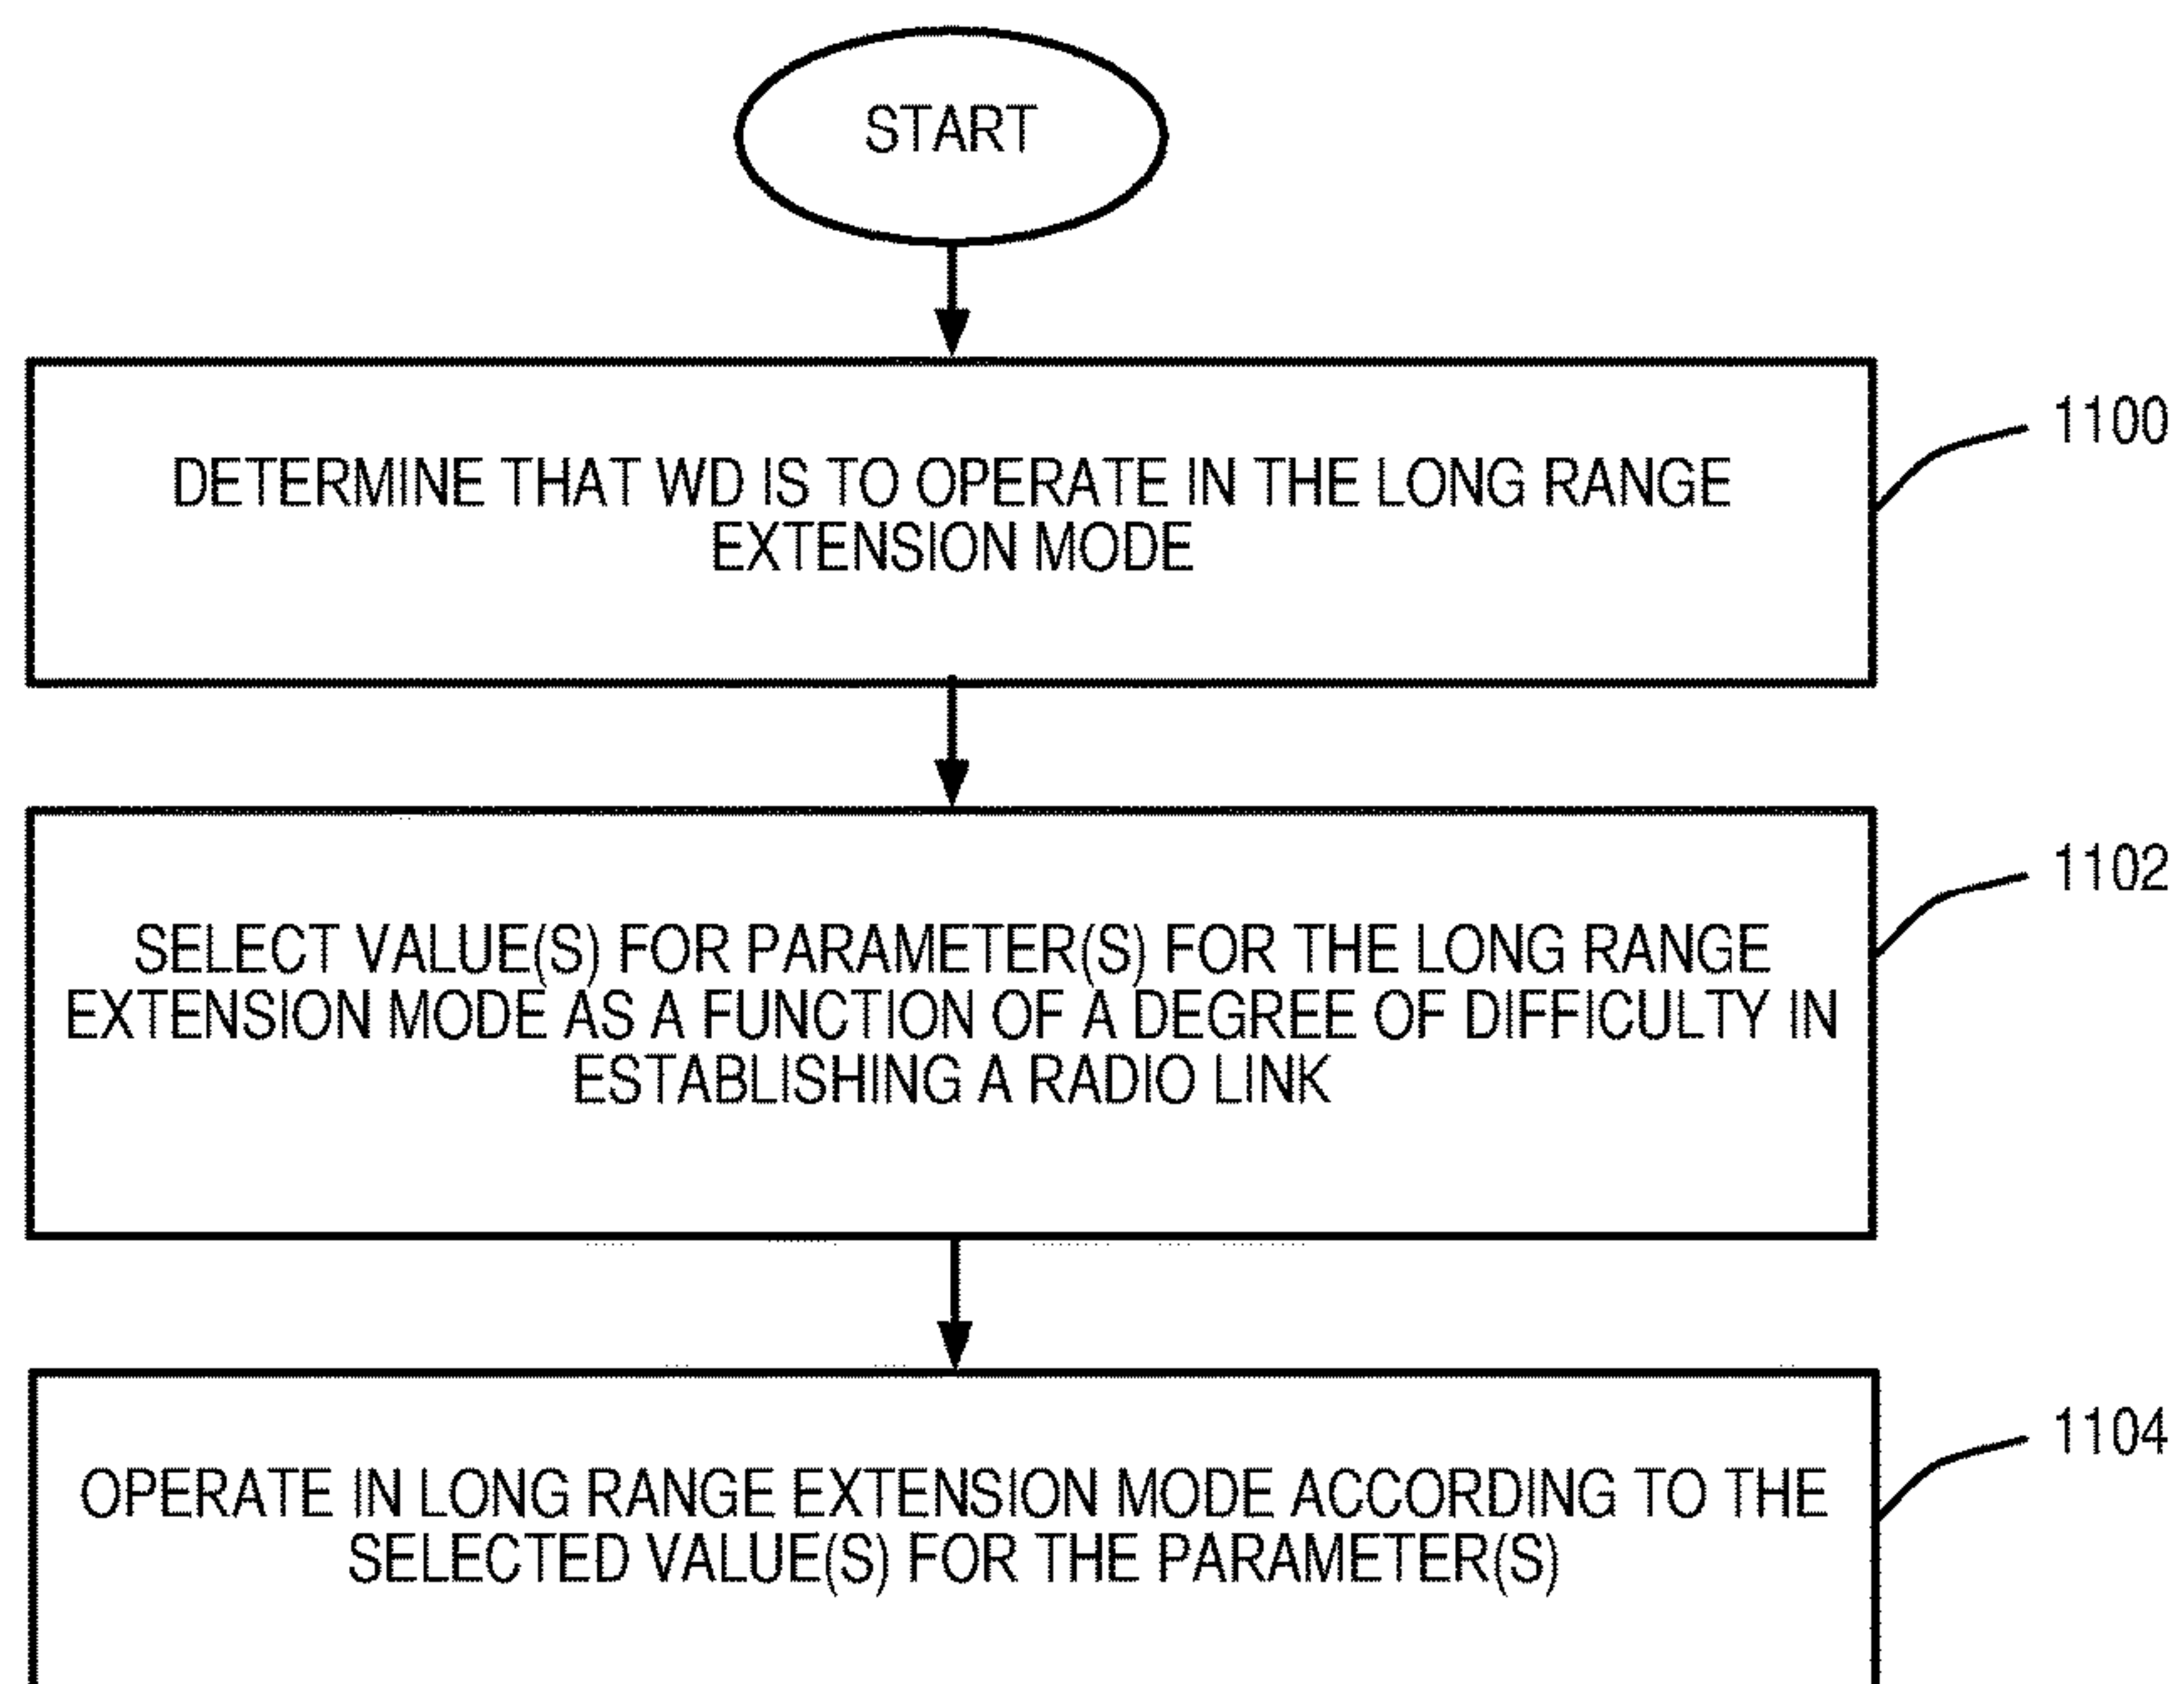 START
1100
DETERMINE THAT WD IS TO OPERATE IN THE LONG RANGE
EXTENSION MODE
1102
SELECT VALUE(S) FOR PARAMETER(S) FOR THE LONG RANGE
EXTENSION MODE AS A FUNCTION OF A DEGREE OF DIFFICULTY IN
ESTABLISHING A RADIO LINK
1104
OPERATE IN LONG RANGE EXTENSION MODE ACCORDING TO THE
SELECTED VALUE(S) FOR THE PARAMETER(S)